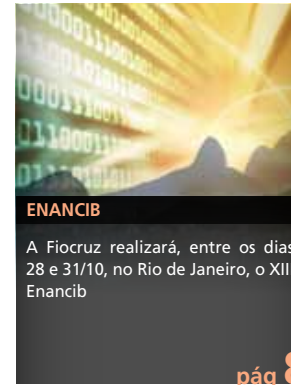 ENANCIB
A Fiocruz realizará, entre os dias
28 e 31/10, no Rio de Janeiro, o XII
Enancib
pág